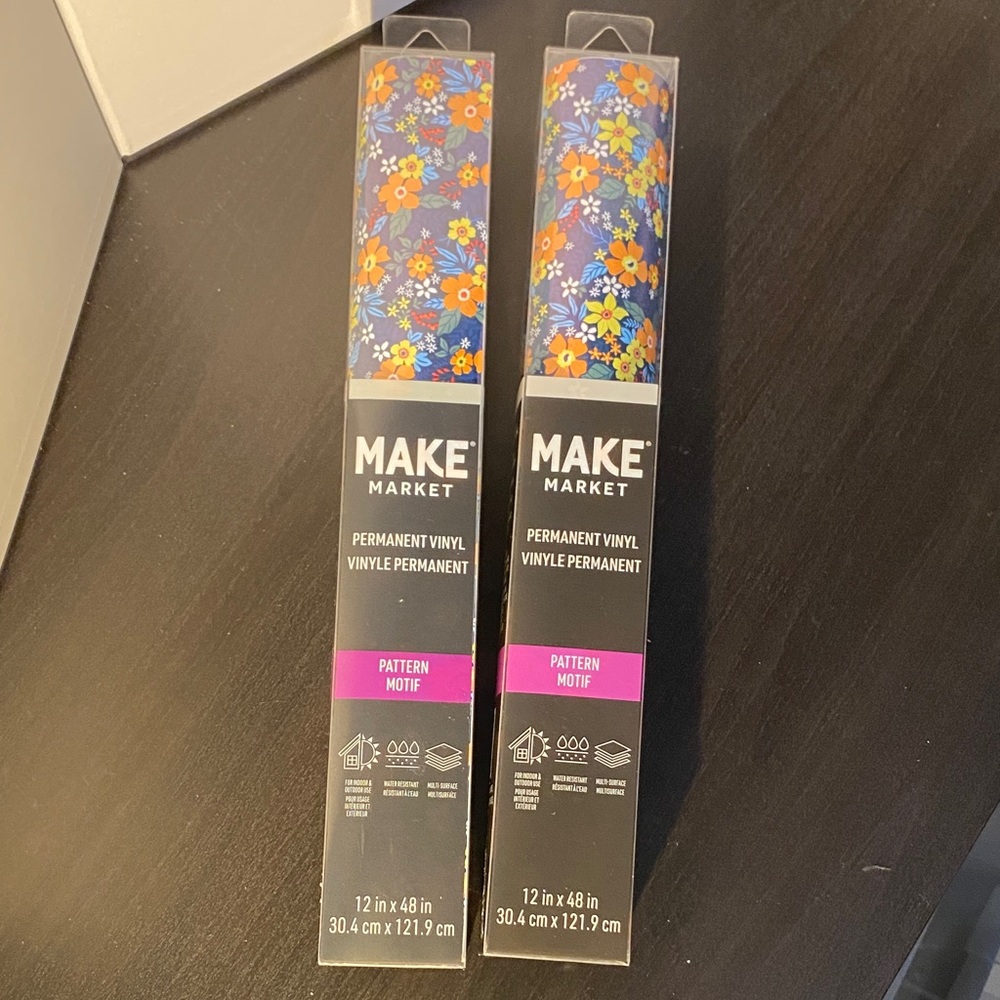 MAKE®
MARKET
PERMANENT VINYL
VINYLE PERMANENT
PATTERN
MOTIF
FOR INDOOR &
OUTDOOR USE
POUR USAGE
INTÉRIEUR ET
EXTÉRIEUR
WATER RESISTANT
RÉSISTANT À L'EAU
MULTI-SURFACE
MULTISURFACE
12 in x 48 in
30.4 cm x 121.9 cm
MAKE®
MARKET
PERMANENT VINYL
VINYLE PERMANENT
PATTERN
MOTIF
FOR INDOOR &
OUTDOOR USE
POUR USAGE
INTÉRIEUR ET
EXTÉRIEUR
WATER RESISTANT
RÉSISTANT À L'EAU
MULTI-SURFACE
MULTISURFACE
12 in x 48 in
30.4 cm x 121.9 cm